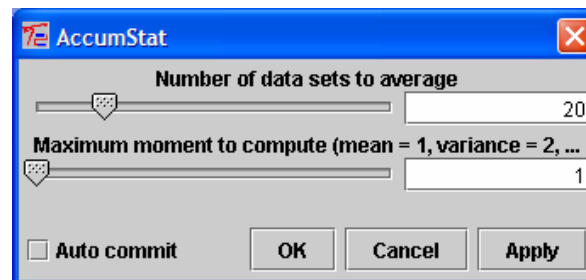 AccumStat
Number of data sets to average
20
Maximum moment to compute (mean = 1, variance = 2, ...
1
Auto commit OK Cancel Apply